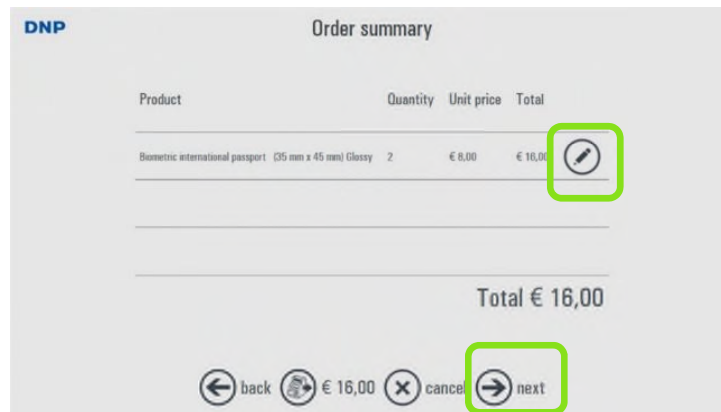 DNP
Order summary
Product Quantity Unit price Total
Biometric international passport (35 mm x 45 mm) Glossy 2 € 8,00 € 16,00
Total € 16,00
back € 16,00 cancel next